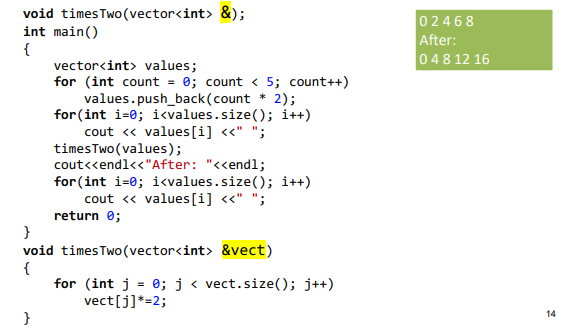 void timesTwo(vector<int> &);
int main()
{
    vector<int> values;
    for (int count = 0; count < 5; count++)
        values.push_back(count * 2);
    for(int i=0; i<values.size(); i++)
        cout << values[i] <<" ";
    timesTwo(values);
    cout<<endl<<"After: "<<endl;
    for(int i=0; i<values.size(); i++)
        cout << values[i] <<" ";
    return 0;
}
void timesTwo(vector<int> &vect)
{
    for (int j = 0; j < vect.size(); j++)
        vect[j]*=2;
}
0 2 4 6 8
After:
0 4 8 12 16
14